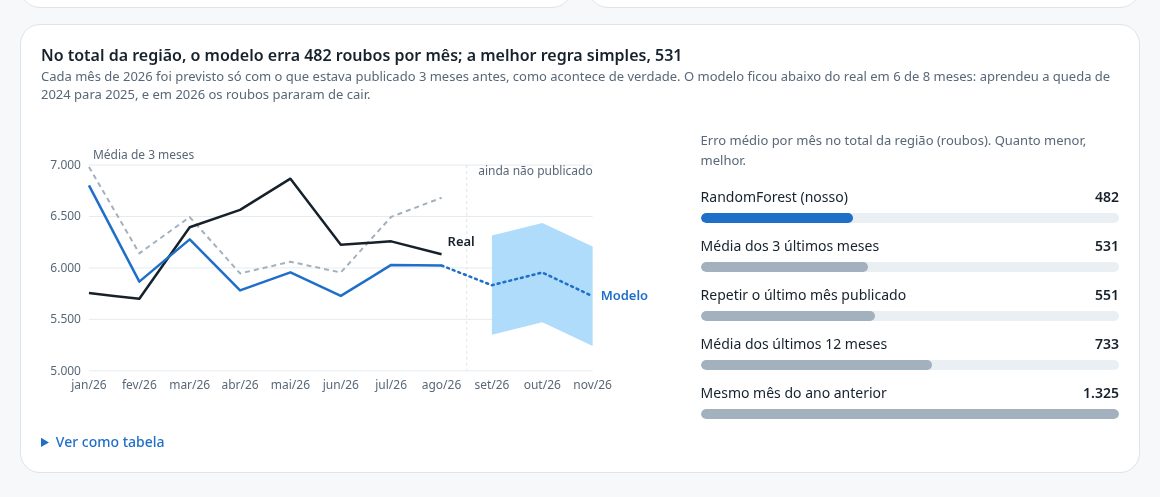 No total da região, o modelo erra 482 roubos por mês; a melhor regra simples, 531
Cada mês de 2026 foi previsto só com o que estava publicado 3 meses antes, como acontece de verdade. O modelo ficou abaixo do real em 6 de 8 meses: aprendeu a queda de
2024 para 2025, e em 2026 os roubos pararam de cair.
Média de 3 meses
7.000
6.500
6.000
5.500
5.000
ainda não publicado
Real
Modelo
jan/26 fev/26 mar/26 abr/26 mai/26 jun/26 jul/26 ago/26 set/26 out/26 nov/26
Erro médio por mês no total da região (roubos). Quanto menor,
melhor.
RandomForest (nosso) 482
Média dos 3 últimos meses 531
Repetir o último mês publicado 551
Média dos últimos 12 meses 733
Mesmo mês do ano anterior 1.325
Ver como tabela